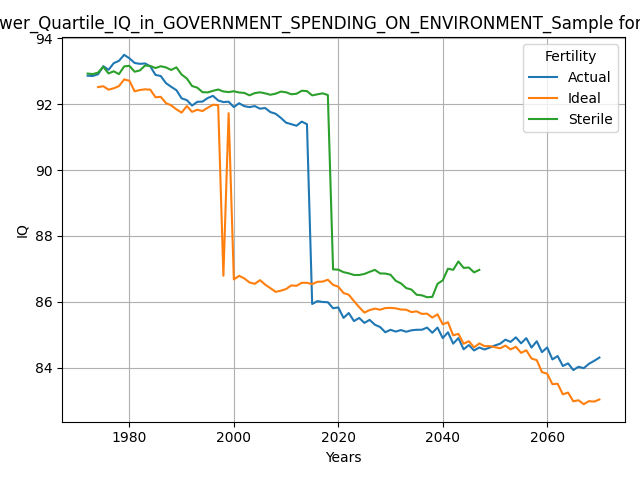 wer_Quartile_IQ_in_GOVERNMENT_SPENDING_ON_ENVIRONMENT_Sample for
Fertility
Actual
Ideal
Sterile
IQ
94
92
90
88
86
84
1980
2000
2020
2040
2060
Years